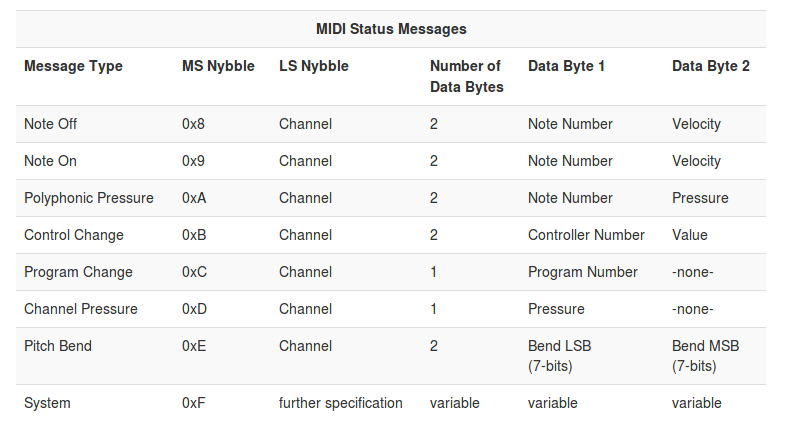 MIDI Status Messages
Message Type MS Nybble LS Nybble Number of Data Bytes Data Byte 1 Data Byte 2
Note Off 0x8 Channel 2 Note Number Velocity
Note On 0x9 Channel 2 Note Number Velocity
Polyphonic Pressure 0xA Channel 2 Note Number Pressure
Control Change 0xB Channel 2 Controller Number Value
Program Change 0xC Channel 1 Program Number -none-
Channel Pressure 0xD Channel 1 Pressure -none-
Pitch Bend 0xE Channel 2 Bend LSB (7-bits) Bend MSB (7-bits)
System 0xF further specification variable variable variable